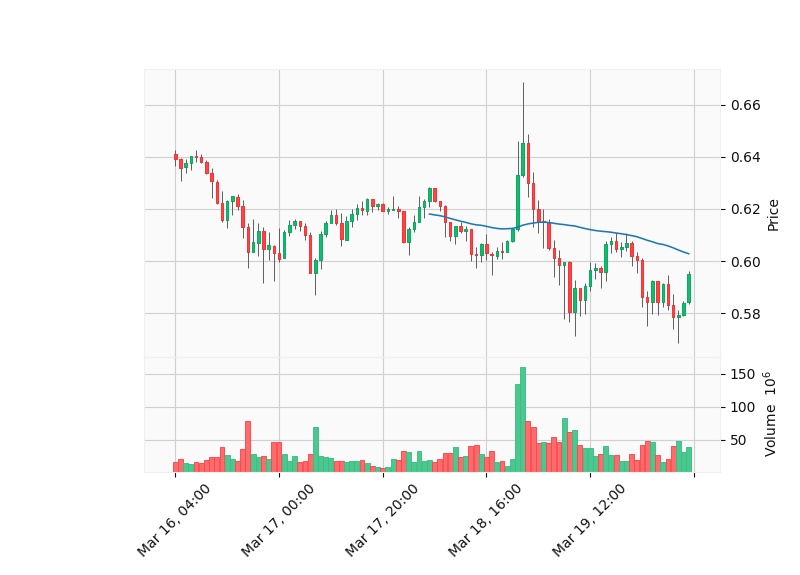 0.66
0.64
0.62
0.60
0.58
Price
150
100
50
Volume 10^6
Mar 16, 04:00
Mar 17, 00:00
Mar 17, 20:00
Mar 18, 16:00
Mar 19, 12:00